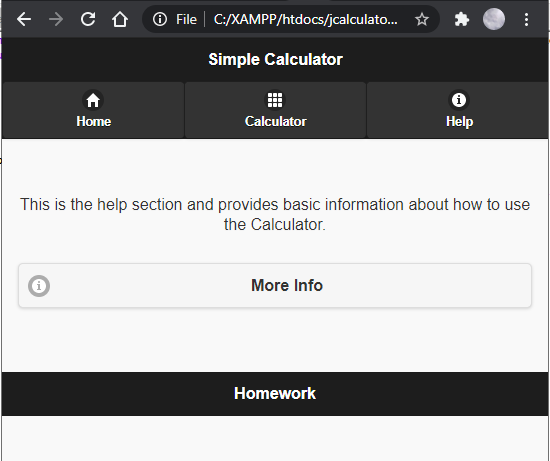 File C:/XAMPP/htdocs/jcalculato...
Simple Calculator
Home Calculator Help
This is the help section and provides basic information about how to use
the Calculator.
More Info
Homework